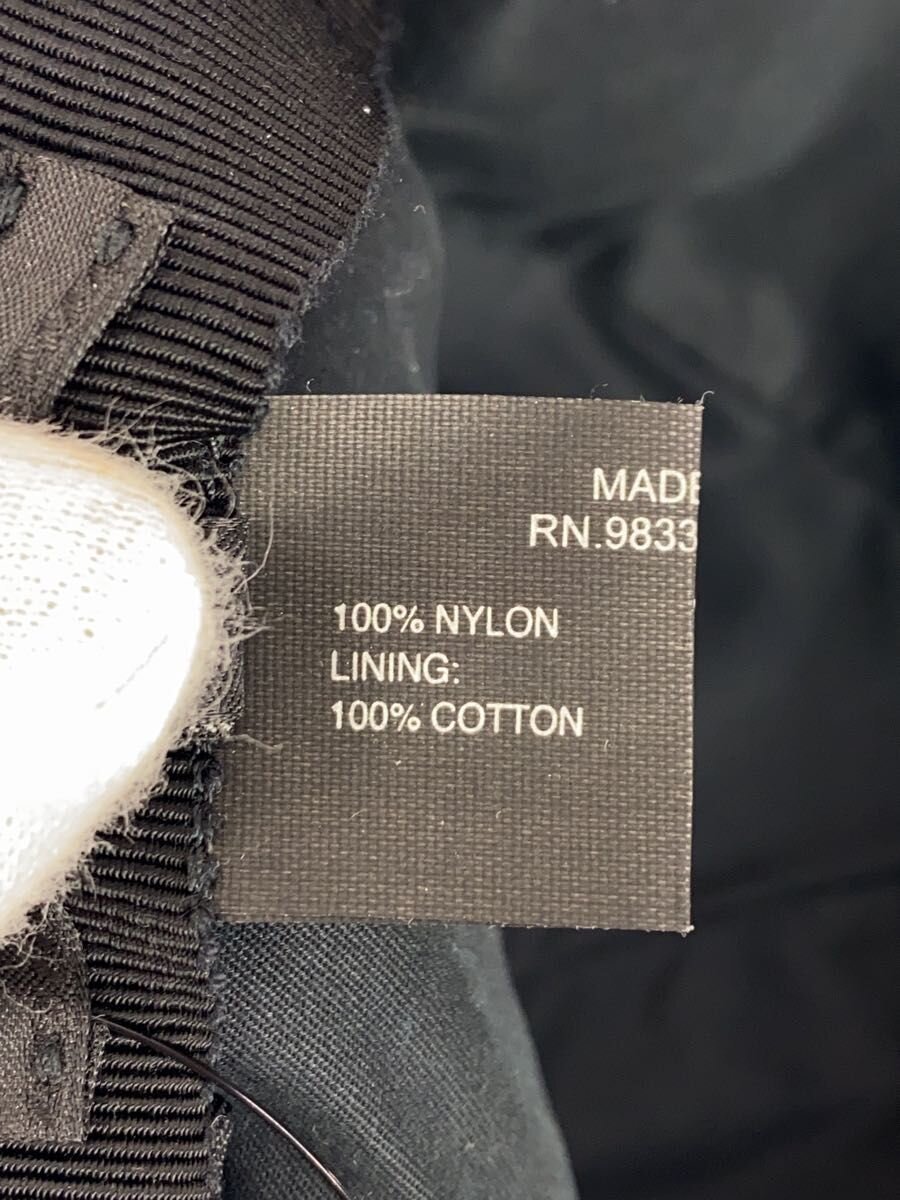 MADE
RN.9833
100% NYLON
LINING:
100% COTTON